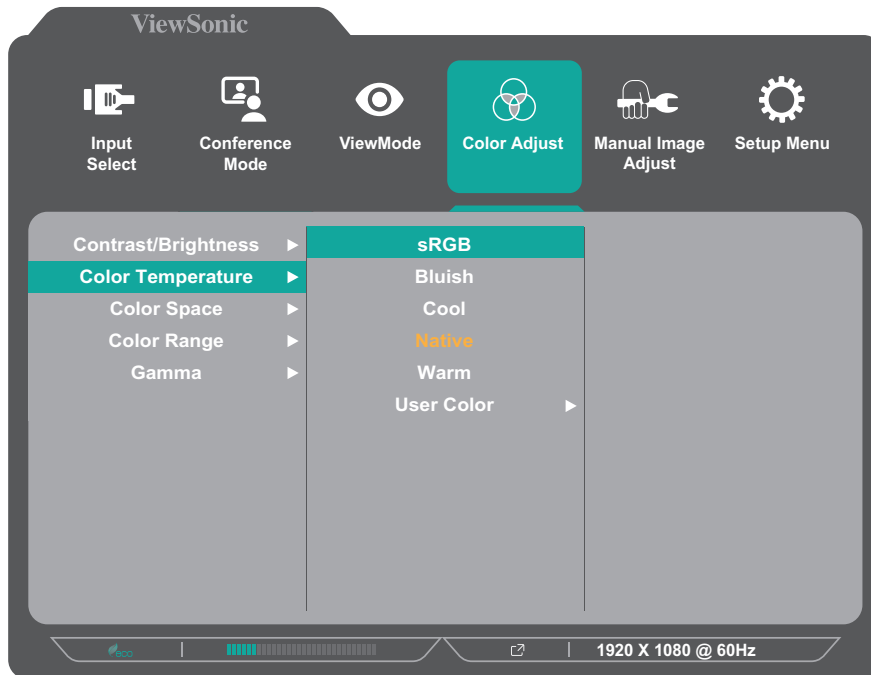 ViewSonic
Input
Select
Conference
Mode
ViewMode
Color Adjust
Manual Image
Adjust
Setup Menu
Contrast/Brightness
Color Temperature
Color Space
Color Range
Gamma
sRGB
Bluish
Cool
Native
Warm
User Color
eco
1920 X 1080 @ 60Hz